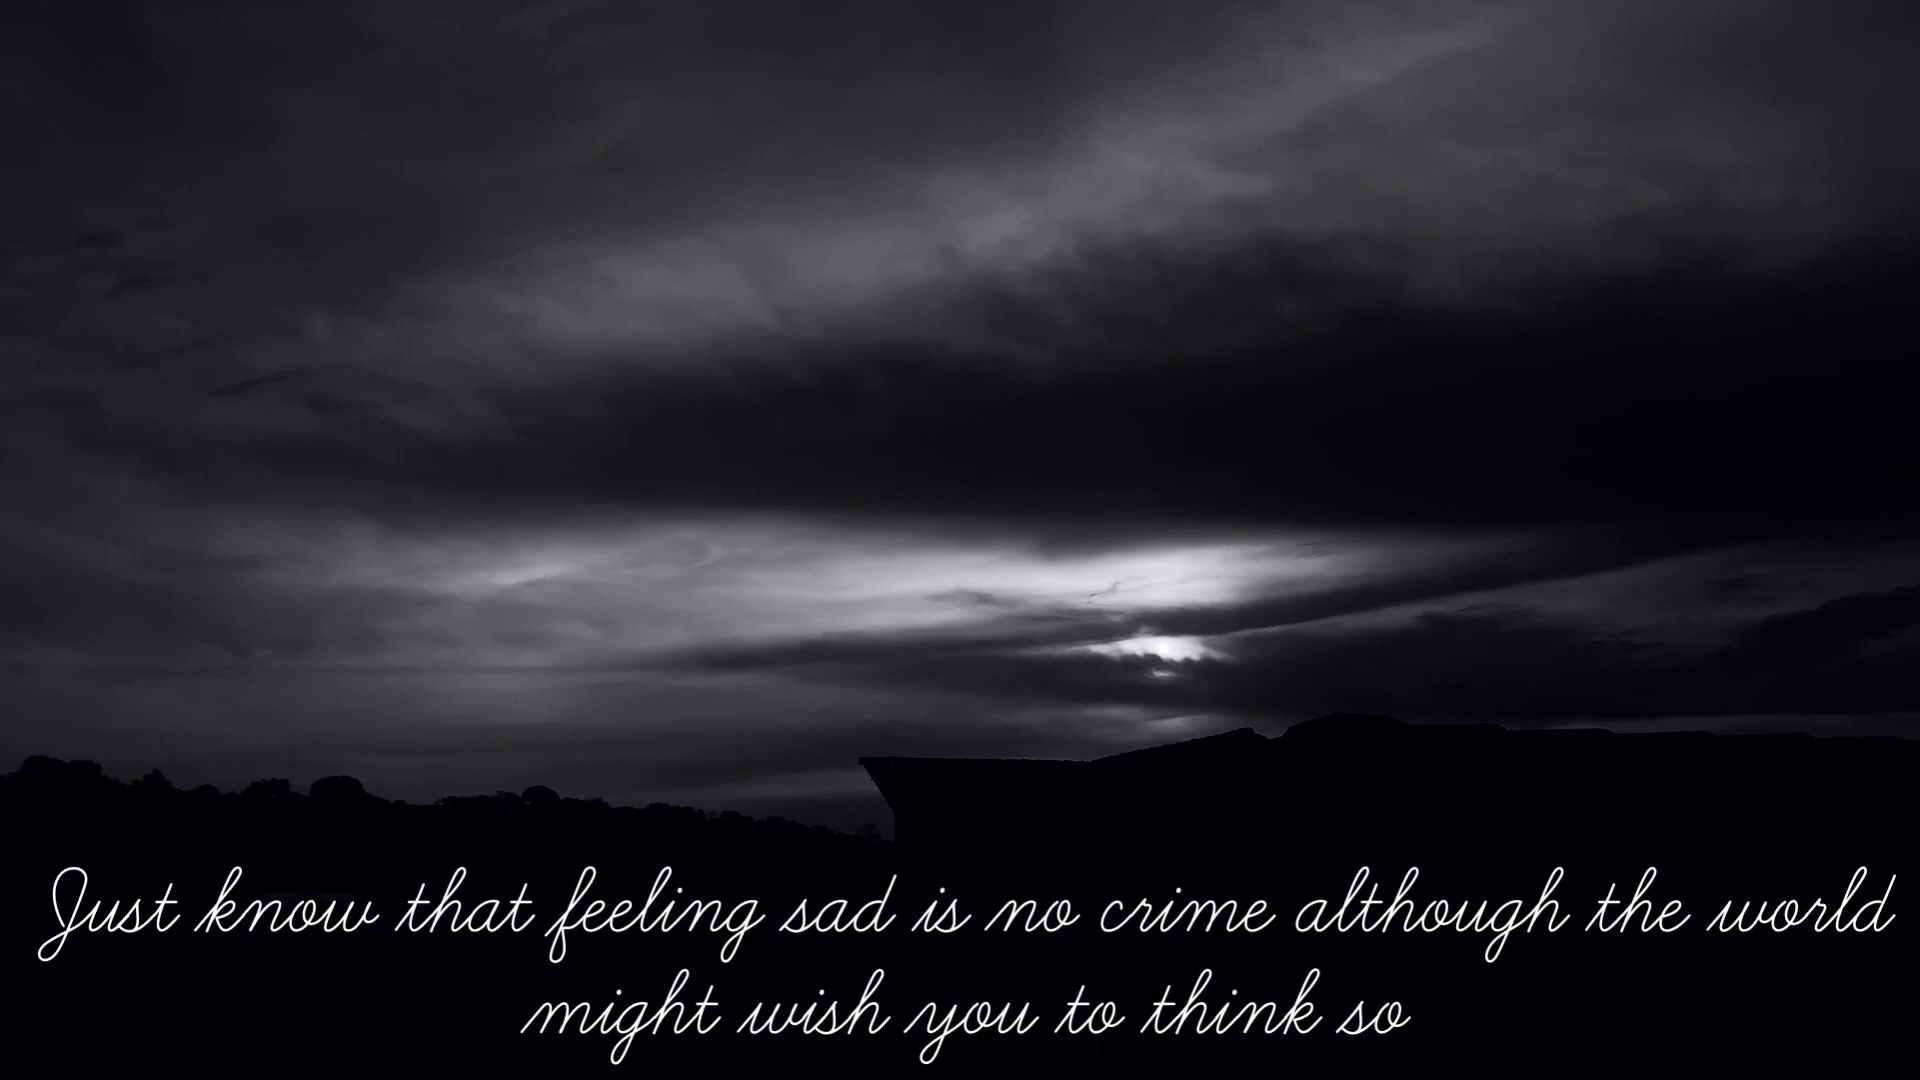 Just know that feeling sad is no crime although the world
might wish you to think so